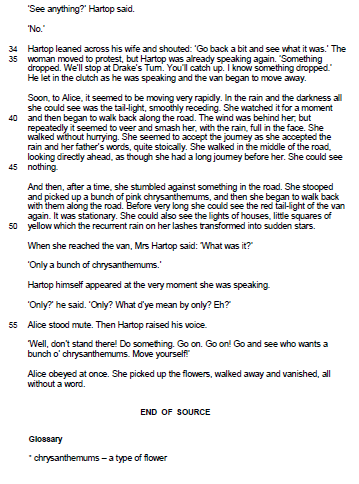 'See anything?' Hartop said.
'No.'
34 Hartop leaned across his wife and shouted: 'Go back a bit and see what it was.' The
35 woman moved to protest, but Hartop was already speaking again. 'Something
dropped. We'll stop at Drake's Turn. You'll catch up. I know something dropped.'
He let in the clutch as he was speaking and the van began to move away.
Soon, to Alice, it seemed to be moving very rapidly. In the rain and the darkness all
she could see was the tail-light, smoothly receding. She watched it for a moment
40 and then began to walk back along the road. The wind was behind her; but
repeatedly it seemed to veer and smash her, with the rain, full in the face. She
walked without hurrying. She seemed to accept the journey as she accepted the
rain and her father's words, quite stoically. She walked in the middle of the road,
looking directly ahead, as though she had a long journey before her. She could see
45 nothing.
And then, after a time, she stumbled against something in the road. She stooped
and picked up a bunch of pink chrysanthemums, and then she began to walk back
with them along the road. Before very long she could see the red tail-light of the van
again. It was stationary. She could also see the lights of houses, little squares of
50 yellow which the recurrent rain on her lashes transformed into sudden stars.
When she reached the van, Mrs Hartop said: 'What was it?'
'Only a bunch of chrysanthemums.'
Hartop himself appeared at the very moment she was speaking.
'Only?' he said. 'Only? What d'ye mean by only? Eh?'
55 Alice stood mute. Then Hartop raised his voice.
'Well, don't stand there! Do something. Go on. Go on! Go and see who wants a
bunch o' chrysanthemums. Move yourself!'
Alice obeyed at once. She picked up the flowers, walked away and vanished, all
without a word.
END OF SOURCE
Glossary
* chrysanthemums – a type of flower